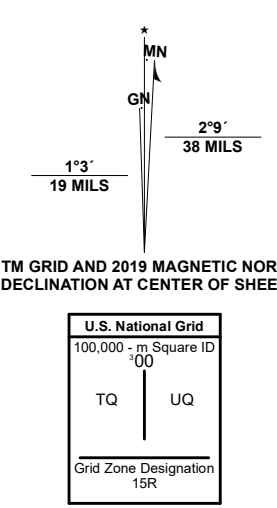 ★
MN
GN
2°9´
38 MILS
1°3´
19 MILS
TM GRID AND 2019 MAGNETIC NOR
DECLINATION AT CENTER OF SHEE
U.S. National Grid
100,000 - m Square ID
³00
TQ UQ
Grid Zone Designation
15R